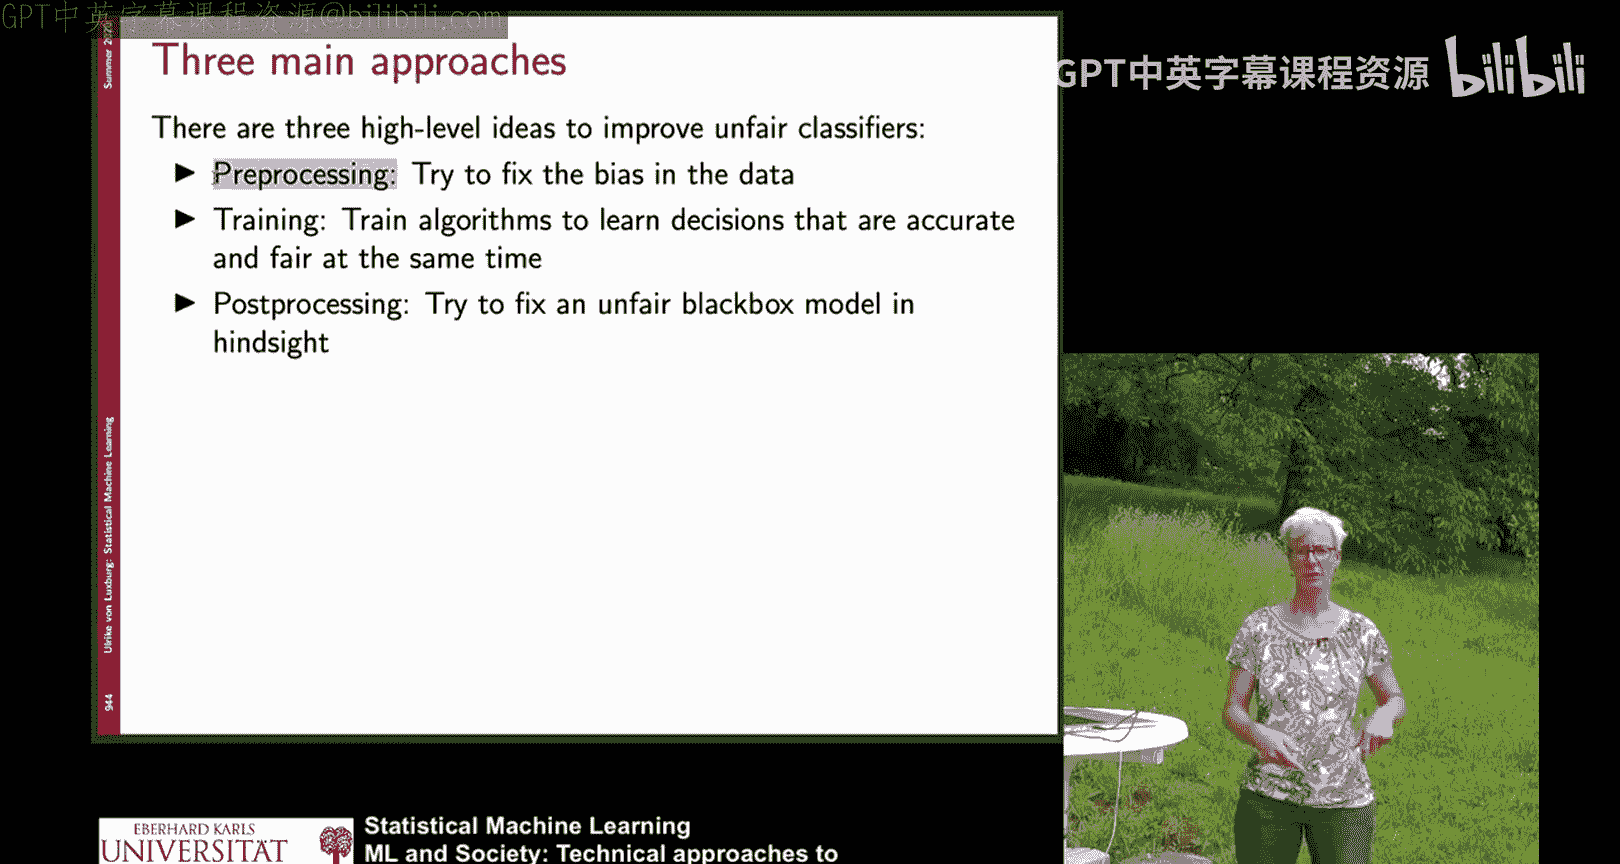 GPT中英字幕课程资源@bilibili.com
GPT中英字幕课程资源 bilibili
Summer
Three main approaches
There are three high-level ideas to improve unfair classifiers:
▶ Preprocessing: Try to fix the bias in the data
▶ Training: Train algorithms to learn decisions that are accurate
and fair at the same time
▶ Postprocessing: Try to fix an unfair blackbox model in
hindsight
Ulrike von Luxburg: Statistical Machine Learning
944
EBERHARD KARLS
UNIVERSITÄT
Statistical Machine Learning
ML and Society: Technical approaches to